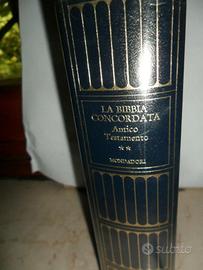 LA BIBBIA
CONCORDATA
Antico
Testamento
**
MONDADORI
subito